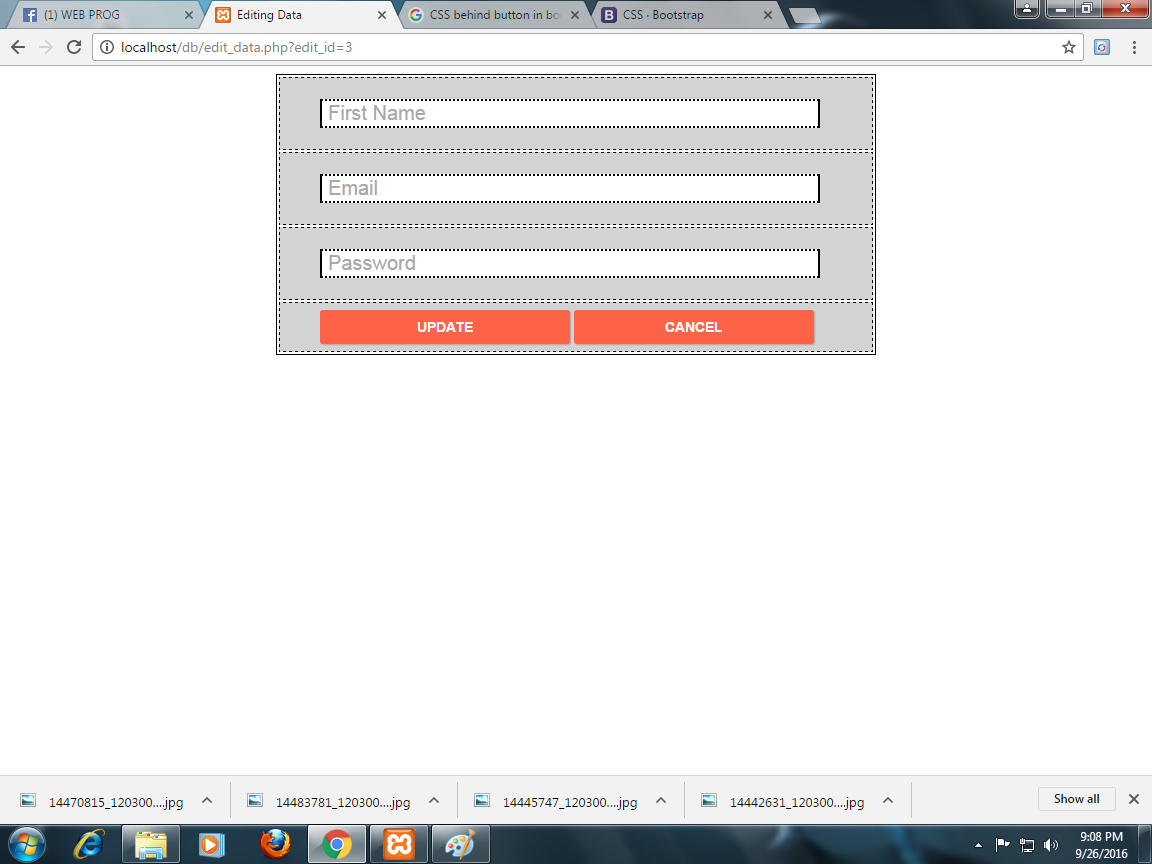 (1) WEB PROG
Editing Data
CSS behind button in bo
CSS · Bootstrap
localhost/db/edit_data.php?edit_id=3
First Name
Email
Password
UPDATE CANCEL
14470815_120300....jpg
14483781_120300....jpg
14445747_120300....jpg
14442631_120300....jpg
Show all
9:08 PM
9/26/2016